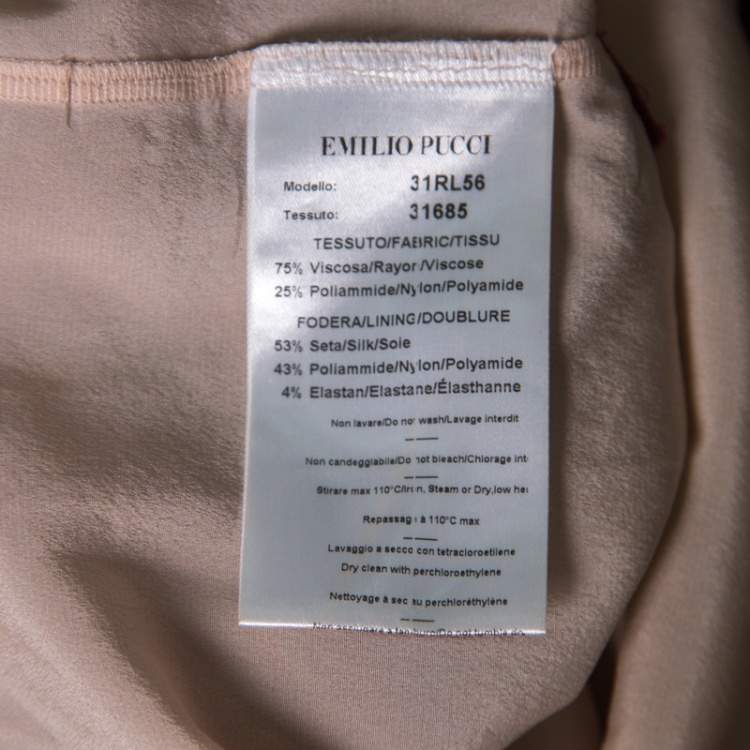 EMILIO PUCCI
Modello: 31RL56
Tessuto: 31685
TESSUTO/FABRIC/TISSU
75% Viscosa/Rayon/Viscose
25% Poliammide/Nylon/Polyamide
FODERA/LINING/DOUBLURE
53% Seta/Silk/Soie
43% Poliammide/Nylon/Polyamide
4% Elastan/Elastane/Élasthanne
Non lavare/Do not wash/Lavage interdit
Non candeggiabile/Do not bleach/Chlorage int
Stirare max 110°C/Iron, Steam or Dry,low he
Repassage à 110°C max
Lavaggio a secco con tetracloroetilene
Dry clean with perchloroethylene
Nettoyage à sec au perchloréthylène